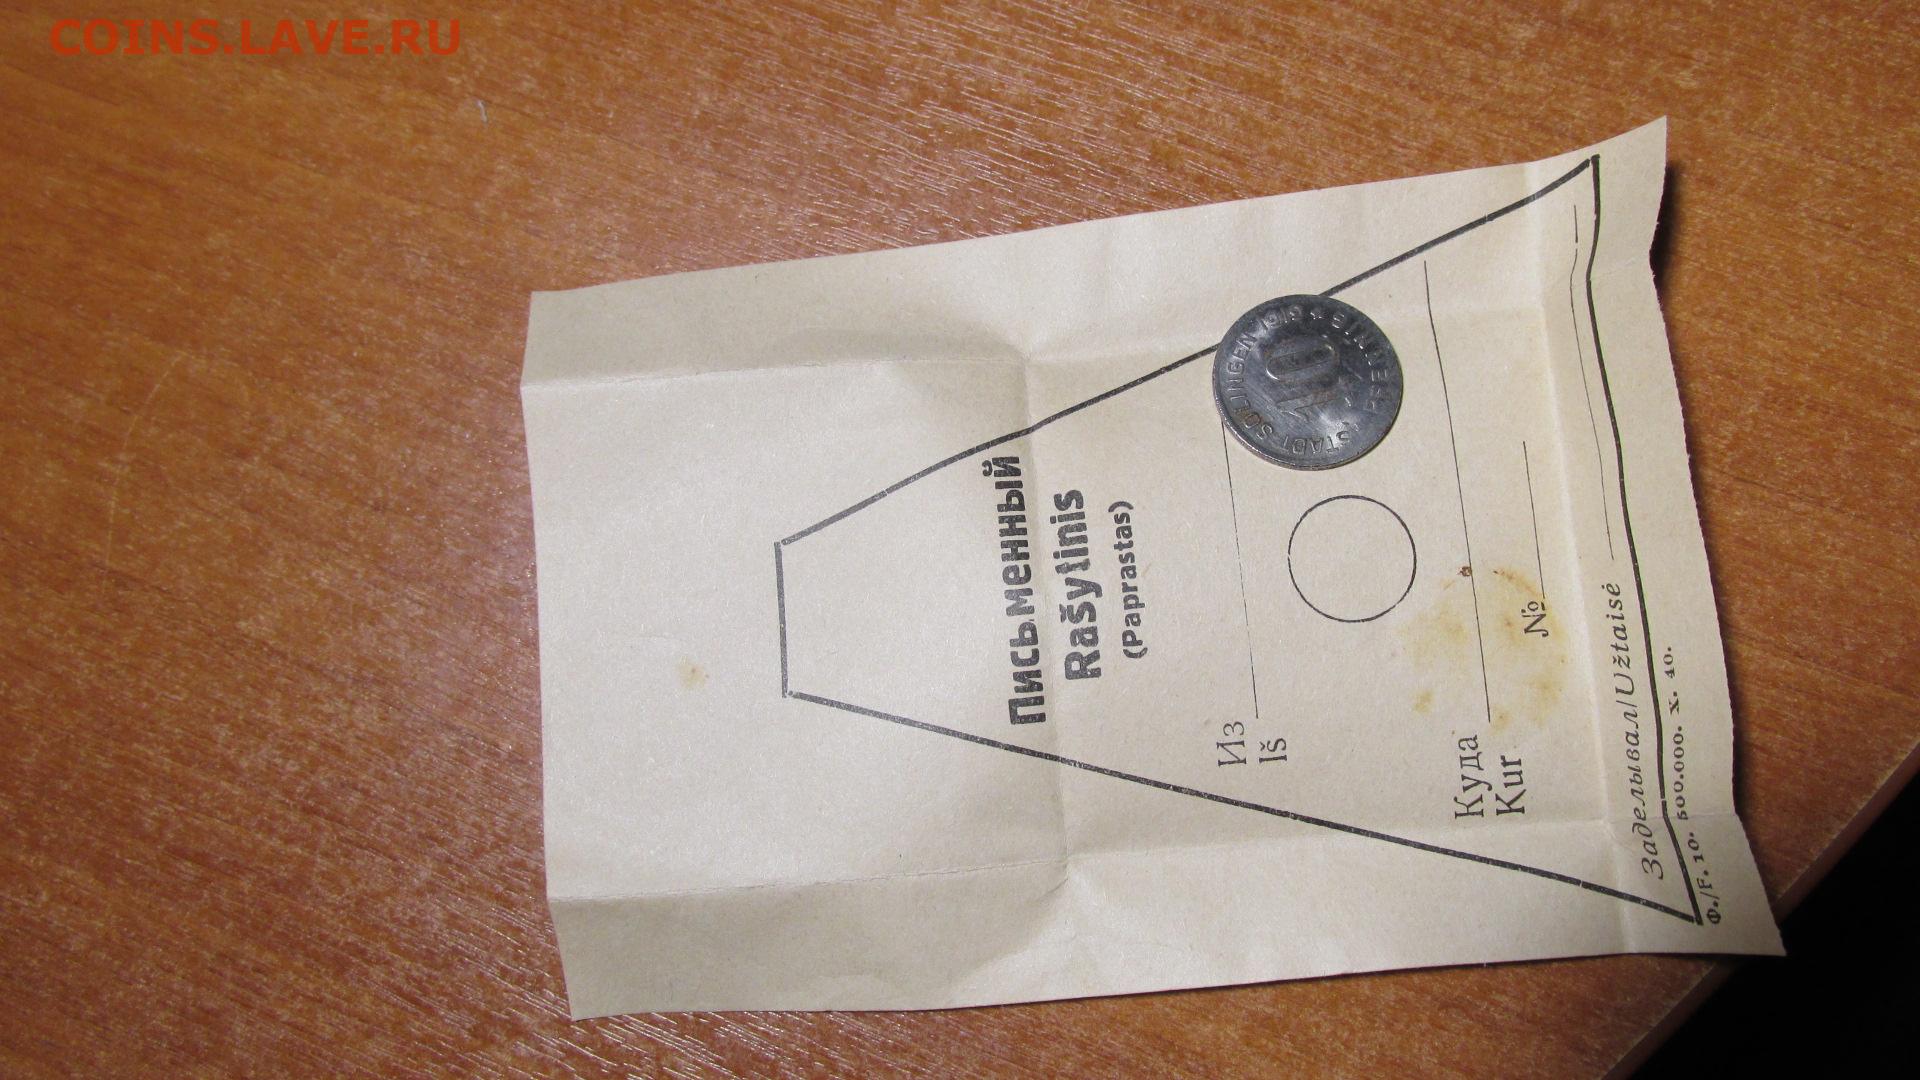 COINS.LAVE.RU
Письменный
Rašytinis
(Paprastas)
Из
Iš
STADT SOLINGEN 1919
10
PFENNIG
Куда
Kur
№
Заделывал/Užtaisė
Ф./F. 10. 500.000. X. 40.